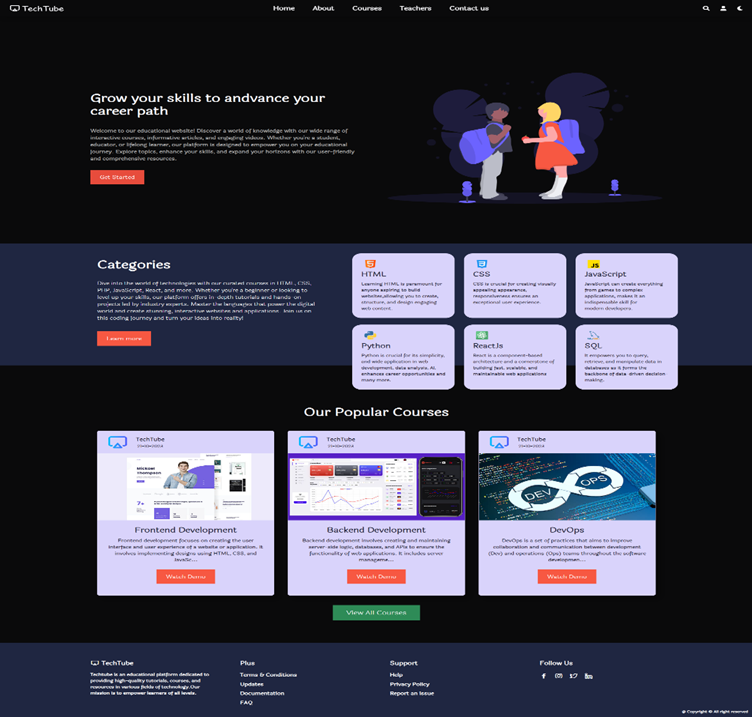 TechTube
Home About Courses Teachers Contact us
Grow your skills to andvance your
career path
Welcome to our educational website! Discover a world of knowledge with our wide range of
interactive courses, informative articles, and engaging videos. Whether you're a student,
educator, or lifelong learner, our platform is designed to empower you on your educational
journey. Explore topics, enhance your skills, and expand your horizons with our user-friendly
and comprehensive resources.
Get Started
Categories
Dive into the world of technologies with our curated courses in HTML, CSS,
PHP, JavaScript, React, and more. Whether you're a beginner or looking to
level up your skills, our platform offers in-depth tutorials and hands-on
projects led by industry experts. Master the languages that power the digital
world and create stunning, interactive websites and applications. Join us on
this coding journey and turn your ideas into reality!
Learn more
HTML
Learning HTML is paramount for
anyone aspiring to build
websites,allowing you to create,
structure, and design engaging
web content.
CSS
CSS is crucial for creating visually
appealing appearance,
responsiveness ensures an
exceptional user experience.
JS
JavaScript
JavaScript can create everything
from games to complex
applications, makes it an
indispensable skill for
modern developers
Python
Python is crucial for its simplicity,
and wide application in web
development, data analysis, AI,
enhances career opportunities and
many more.
ReactJs
React is a component-based
architecture and a cornerstone of
building fast, scalable, and
maintainable web applications
SQL
It empowers you to query,
retrieve, and manipulate data in
databases as it forms the
backbone of data-driven decision
making.
Our Popular Courses
TechTube
Michael
Thompson
Frontend Development
Frontend development focuses on creating the user
interface and user experience of a website or application. It
involves implementing designs using HTML, CSS, and
JavaSc...
Watch Demo
TechTube
Backend Development
Backend development involves creating and maintaining
server-side logic, databases, and APIs to ensure the
functionality of web applications. It includes server
manageme...
Watch Demo
TechTube
DEV OPS
DevOps
DevOps is a set of practices that aims to improve
collaboration and communication between development
(Dev) and operations (Ops) teams throughout the software
developmen...
Watch Demo
View All Courses
TechTube
Techtube is an educational platform dedicated to
providing high-quality tutorials, courses, and
resources in various fields of technology.Our
mission is to empower learners of all levels.
Plus
Terms & Conditions
Updates
Documentation
FAQ
Support
Help
Privacy Policy
Report an Issue
Follow Us
@ Copyright © All right reserved